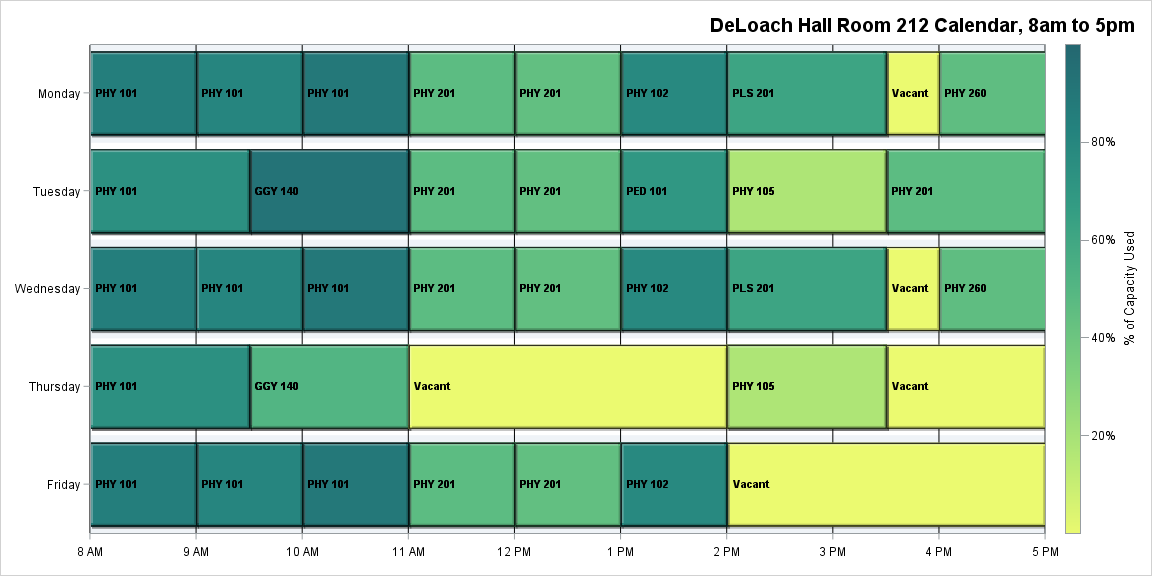 DeLoach Hall Room 212 Calendar, 8am to 5pm
Monday PHY 101 PHY 101 PHY 101 PHY 201 PHY 201 PHY 102 PLS 201 Vacant PHY 260
80%
Tuesday PHY 101 GGY 140 PHY 201 PHY 201 PED 101 PHY 105 PHY 201
60%
% of Capacity Used
Wednesday PHY 101 PHY 101 PHY 101 PHY 201 PHY 201 PHY 102 PLS 201 Vacant PHY 260
40%
Thursday PHY 101 GGY 140 Vacant PHY 105 Vacant
20%
Friday PHY 101 PHY 101 PHY 101 PHY 201 PHY 201 PHY 102 Vacant
8 AM 9 AM 10 AM 11 AM 12 PM 1 PM 2 PM 3 PM 4 PM 5 PM